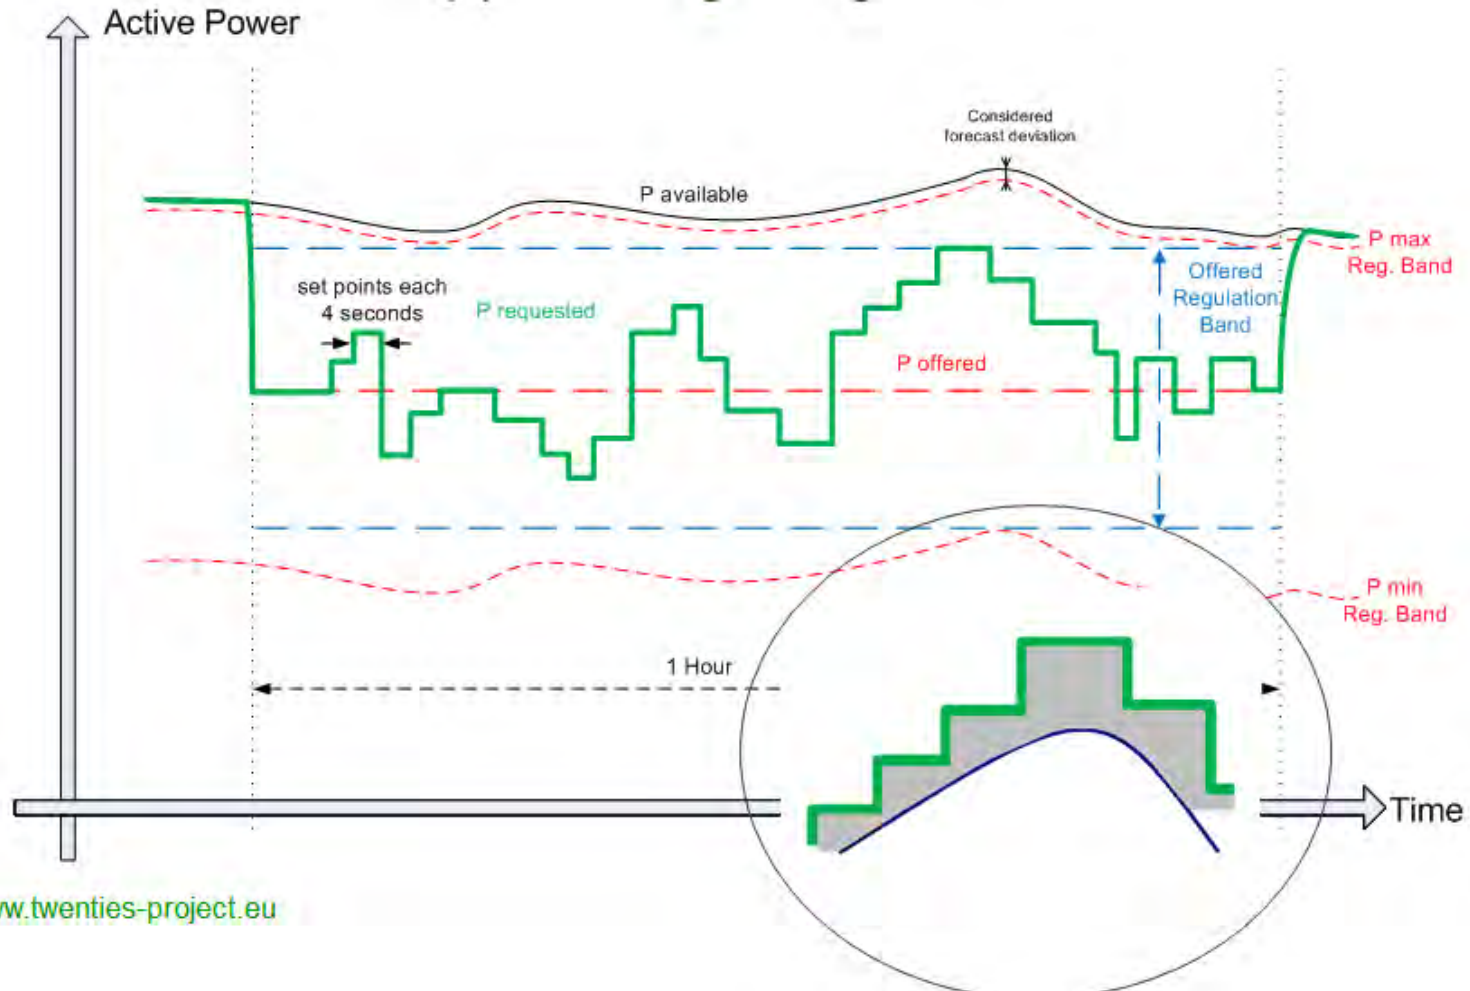 Active Power
Considered
forecast deviation
P available
P max
Reg. Band
set points each
4 seconds
P requested
Offered
Regulation
Band
P offered
P min
Reg. Band
1 Hour
Time
w.twenties-project.eu